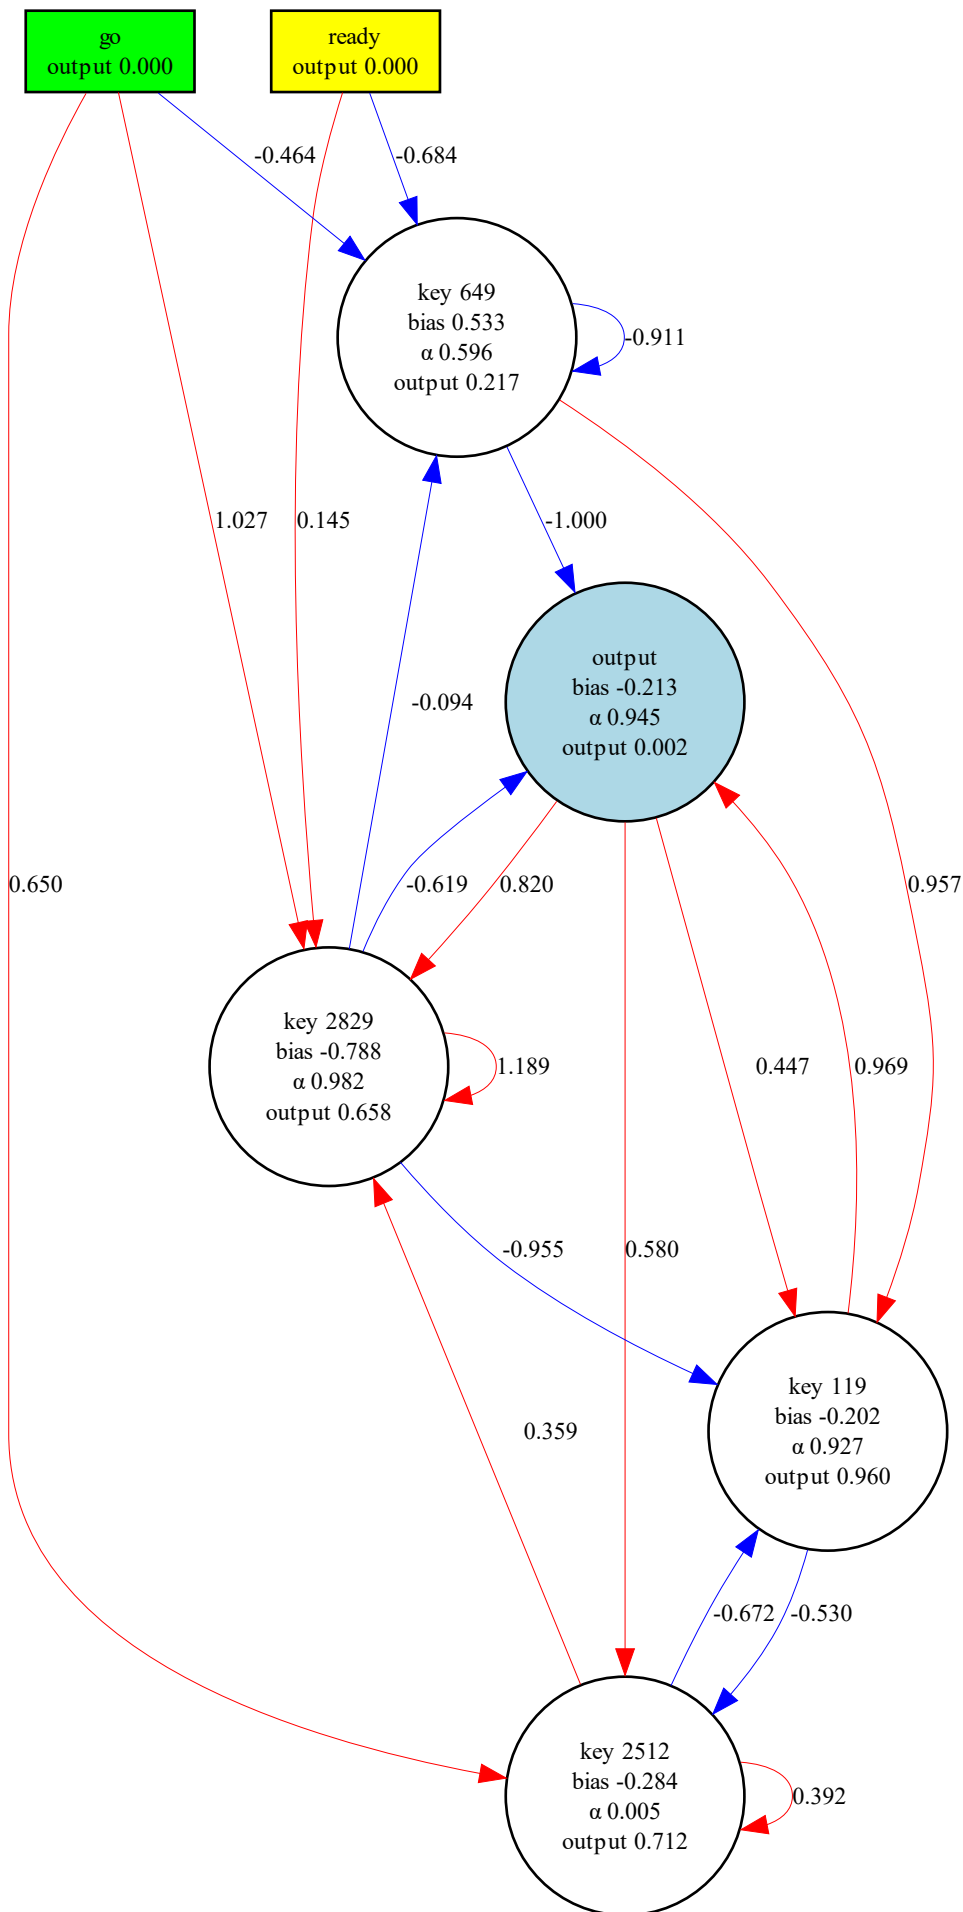 go
output 0.000
ready
output 0.000
-0.464
-0.684
key 649
bias 0.533
α 0.596
output 0.217
-0.911
1.027
0.145
-1.000
output
bias -0.213
α 0.945
output 0.002
-0.094
0.650
-0.619
0.820
0.957
key 2829
bias -0.788
α 0.982
output 0.658
1.189
0.447
0.969
-0.955
0.580
key 119
bias -0.202
α 0.927
output 0.960
0.359
-0.672
-0.530
key 2512
bias -0.284
α 0.005
output 0.712
0.392